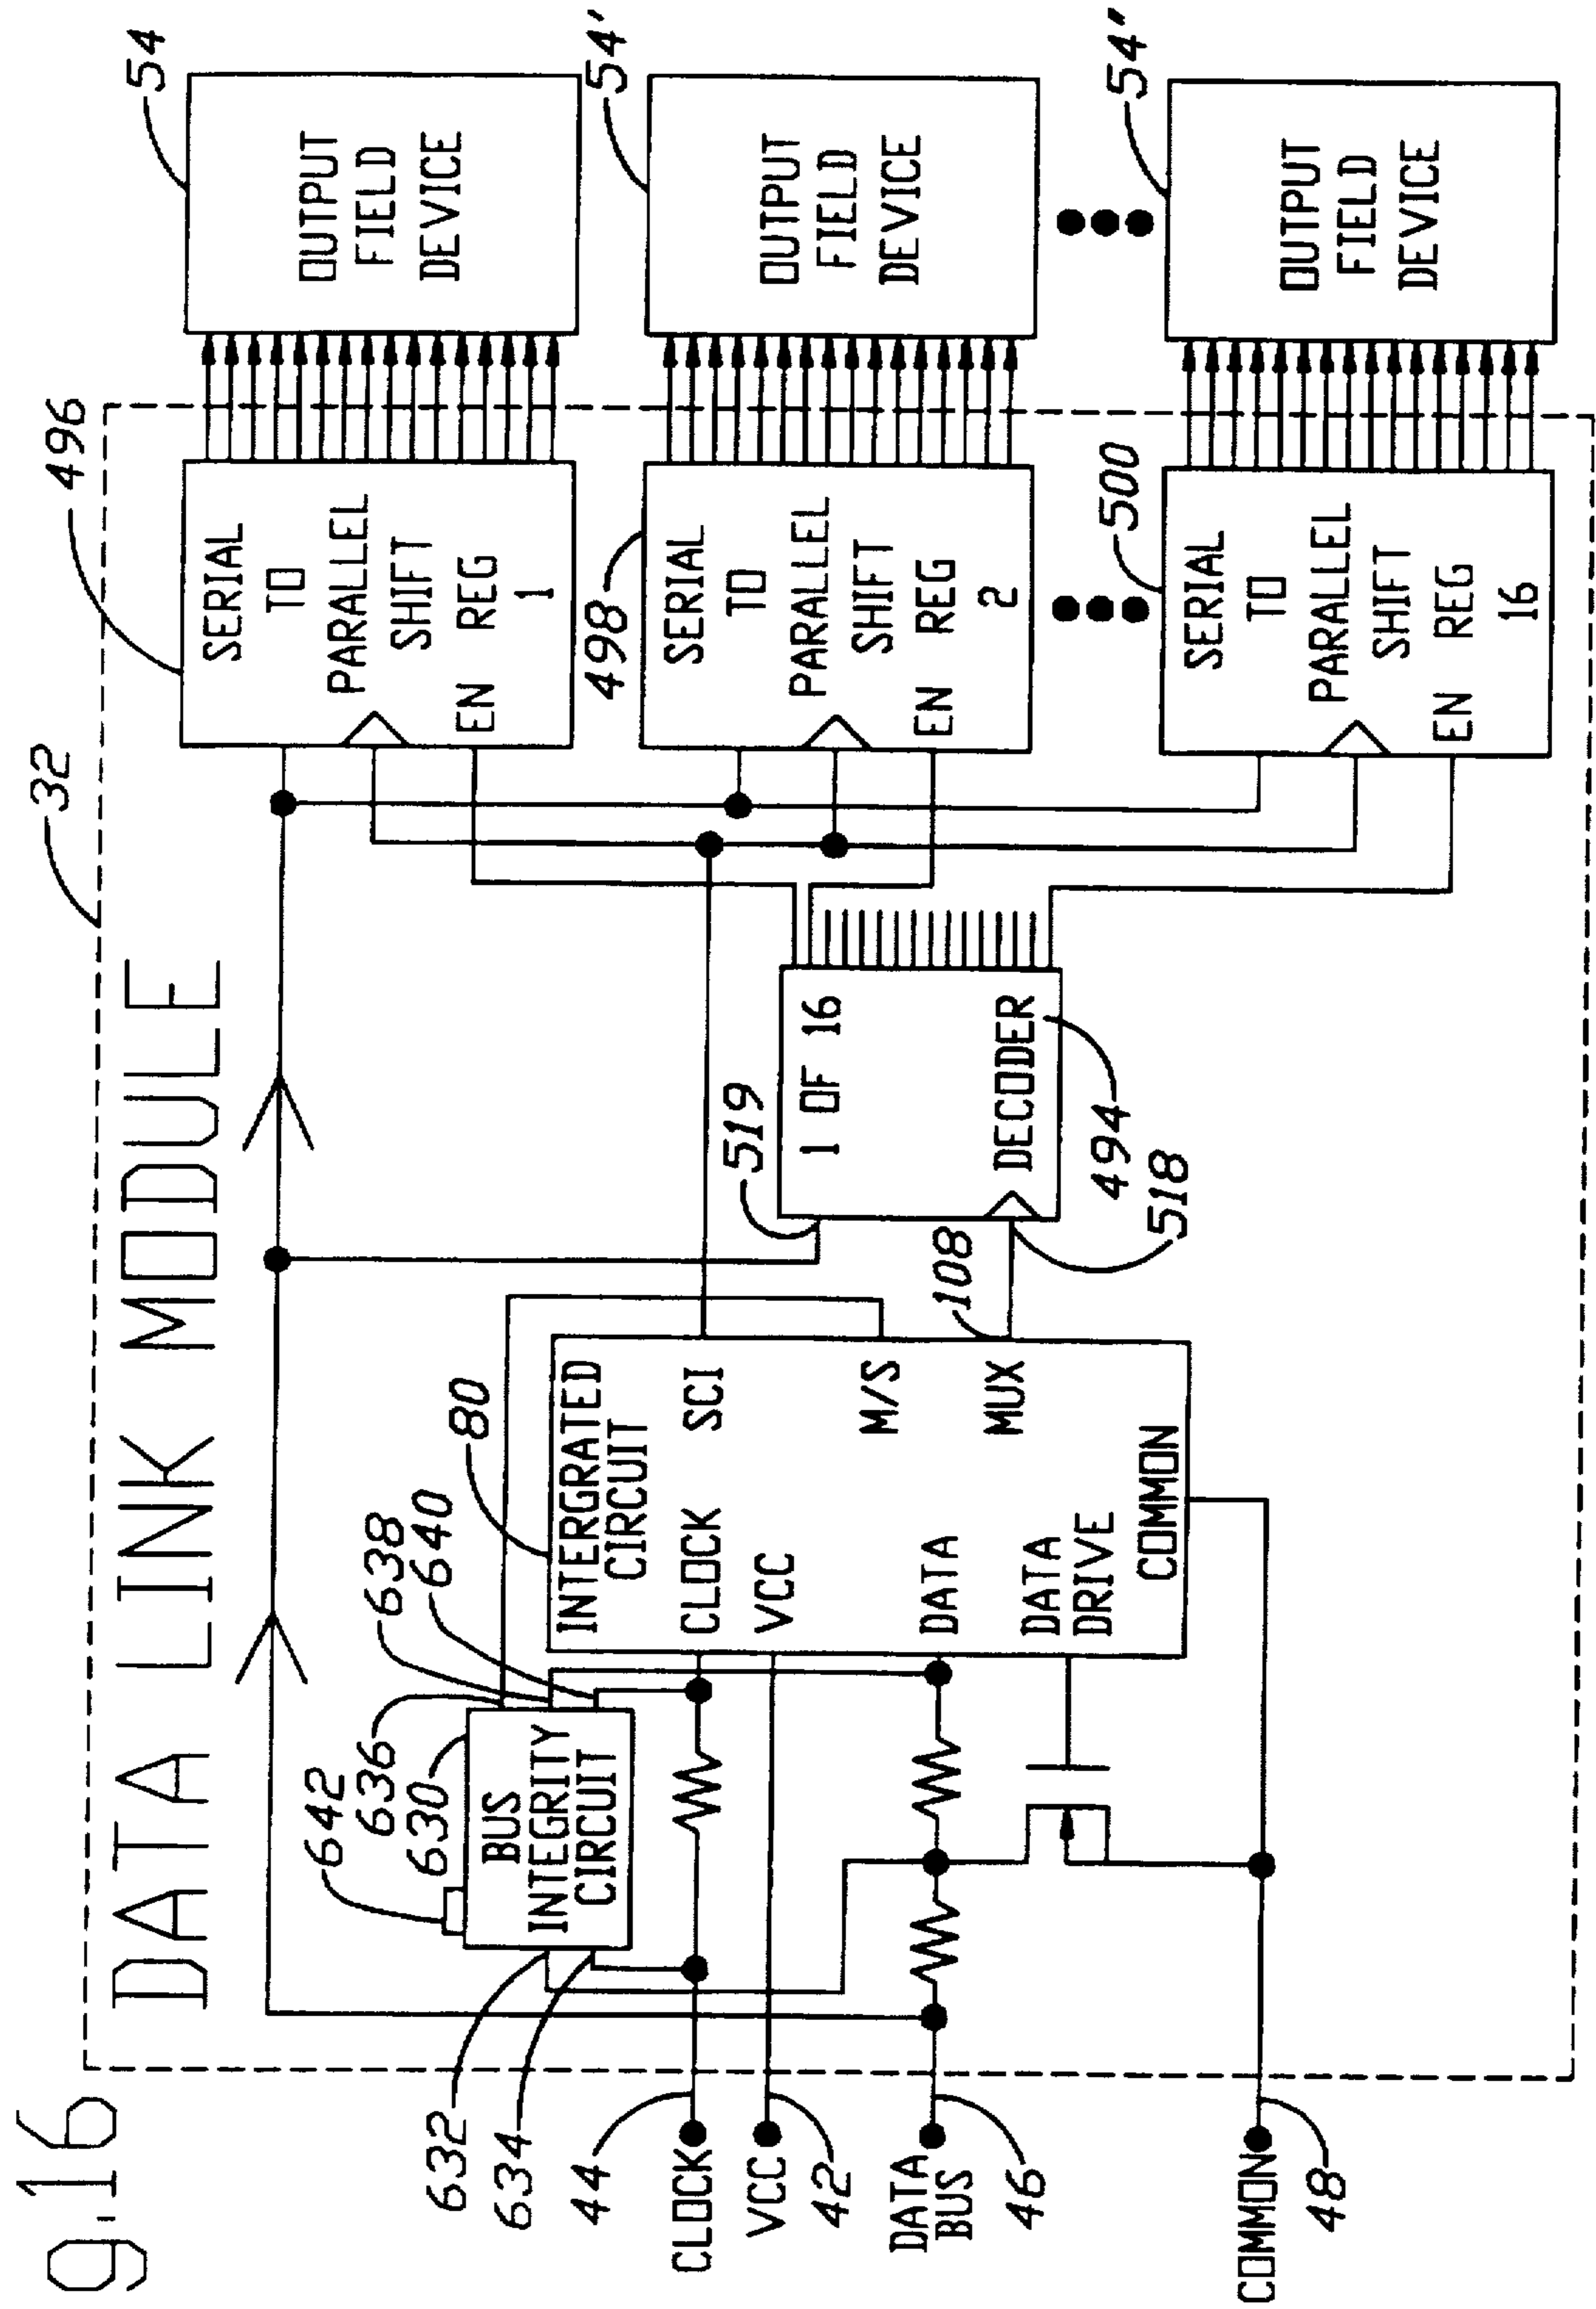 g.16
DATA LINK MODULE
32
496
54
SERIAL
TO
PARALLEL
SHIFT
EN REG
1
OUTPUT
FIELD
DEVICE
498
54'
SERIAL
TO
PARALLEL
SHIFT
EN REG
2
OUTPUT
FIELD
DEVICE
500
54"
SERIAL
TO
PARALLEL
SHIFT
EN REG
16
OUTPUT
FIELD
DEVICE
642
636
630
638
640
BUS
INTEGRITY
CIRCUIT
632
634
80
INTERGRATED
CIRCUIT
CLOCK SCI
VCC
M/S
DATA
MUX
DATA
DRIVE
COMMON
519
108
1 OF 16
DECODER
494
518
44
CLOCK
VCC
42
DATA
BUS
46
COMMON
48